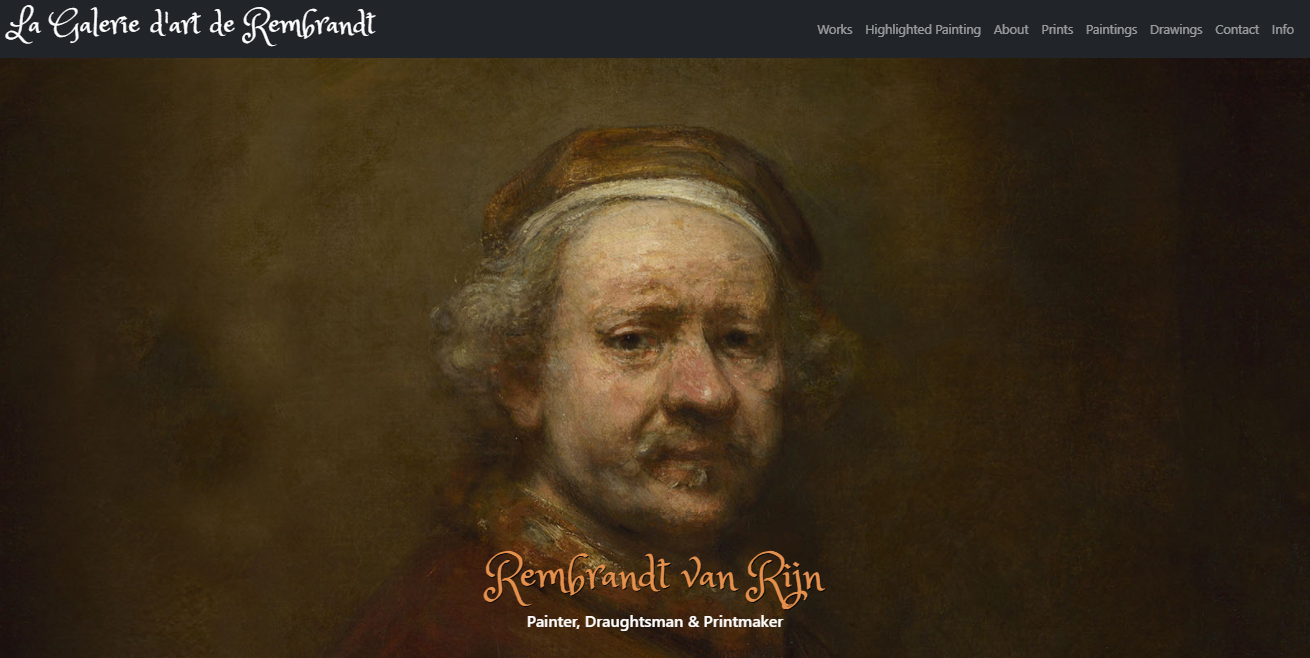 La Galerie d'art de Rembrandt
Works Highlighted Painting About Prints Paintings Drawings Contact Info
Rembrandt van Rijn
Painter, Draughtsman & Printmaker